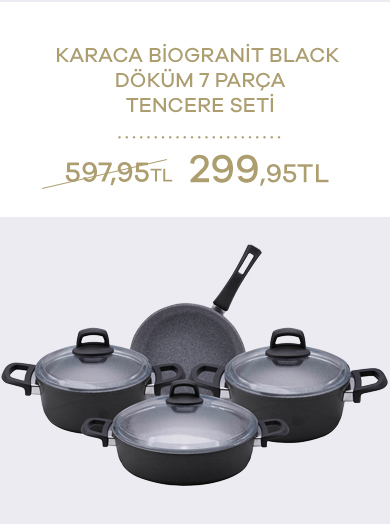 KARACA BİOGRANİT BLACK
DÖKÜM 7 PARÇA
TENCERE SETİ
597,95TL 299,95TL